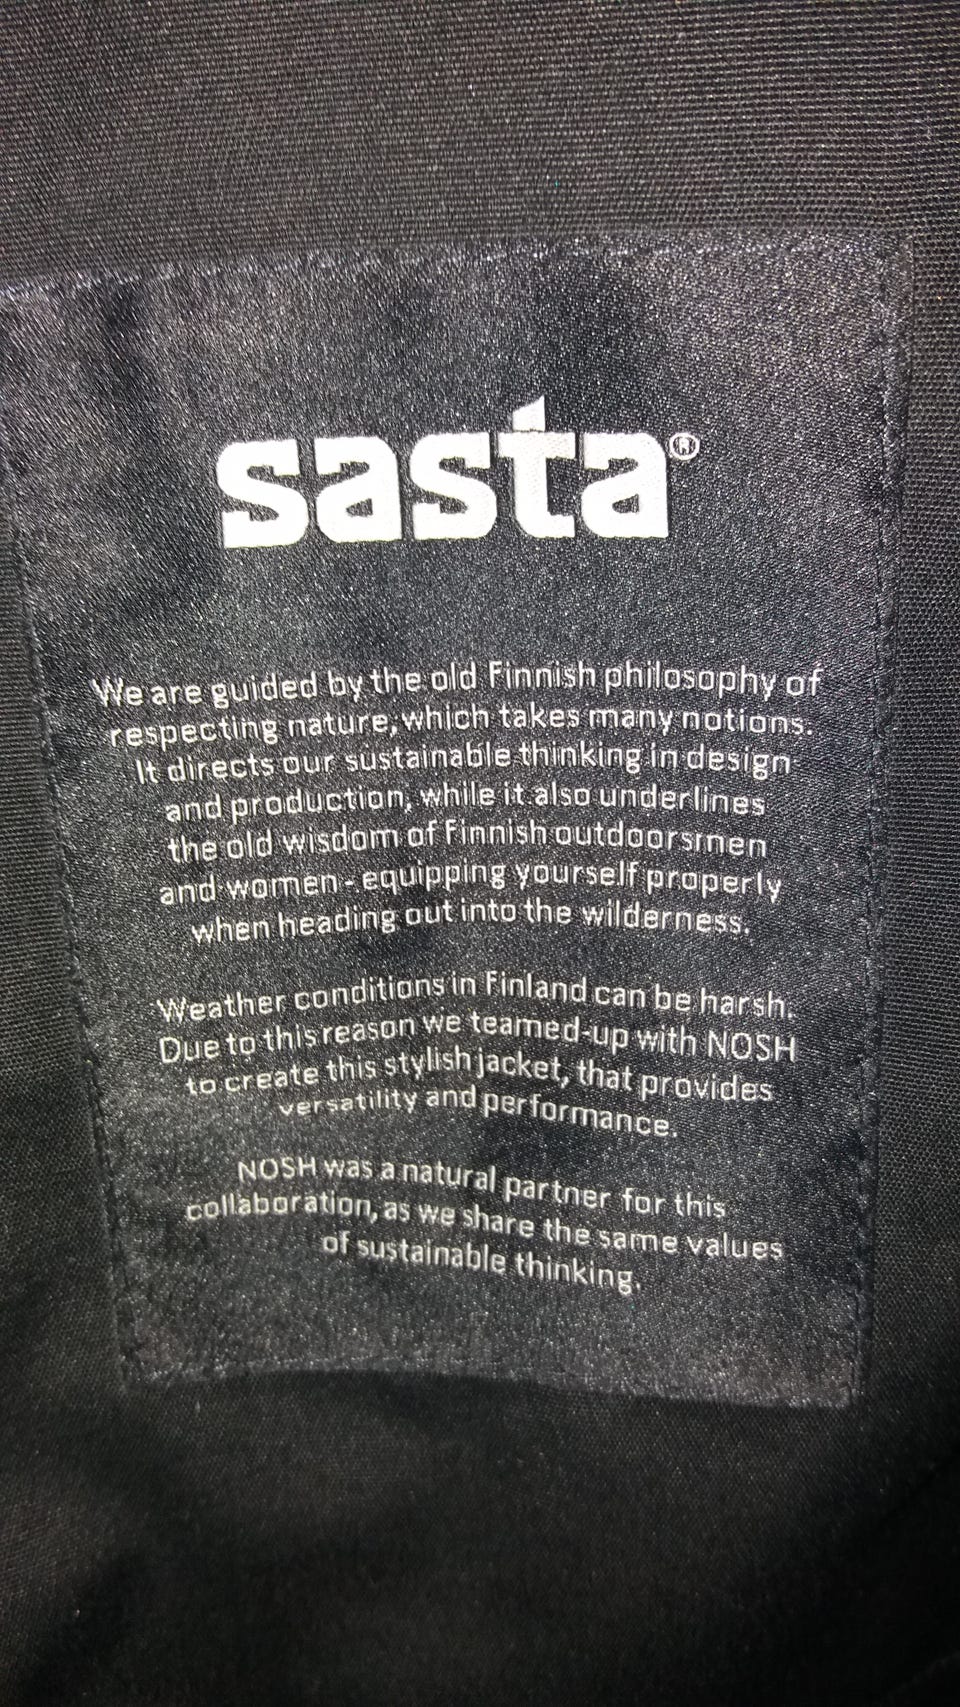 sasta®
We are guided by the old Finnish philosophy of
respecting nature, which takes many notions.
It directs our sustainable thinking in design
and production, while it also underlines
the old wisdom of Finnish outdoorsmen
and women - equipping yourself properly
when heading out into the wilderness.
Weather conditions in Finland can be harsh.
Due to this reason we teamed-up with NOSH
to create this stylish jacket, that provides
versatility and performance.
NOSH was a natural partner for this
collaboration, as we share the same values
of sustainable thinking.